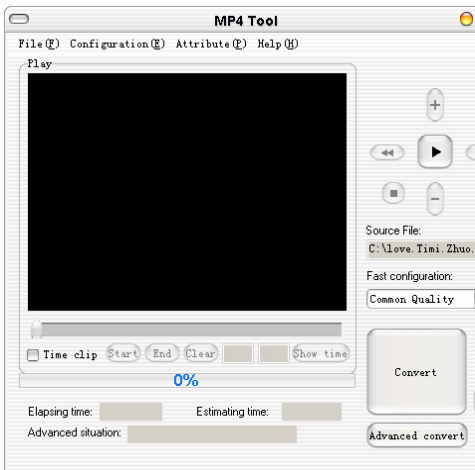 MP4 Tool
File(F) Configuration(E) Attribute(P) Help(H)
Play
Source File:
C:\love.Timi.Zhuo.
Fast configuration:
Common Quality
Time clip Start End Clear Show time
0%
Convert
Elapsing time: Estimating time:
Advanced situation:
Advanced convert